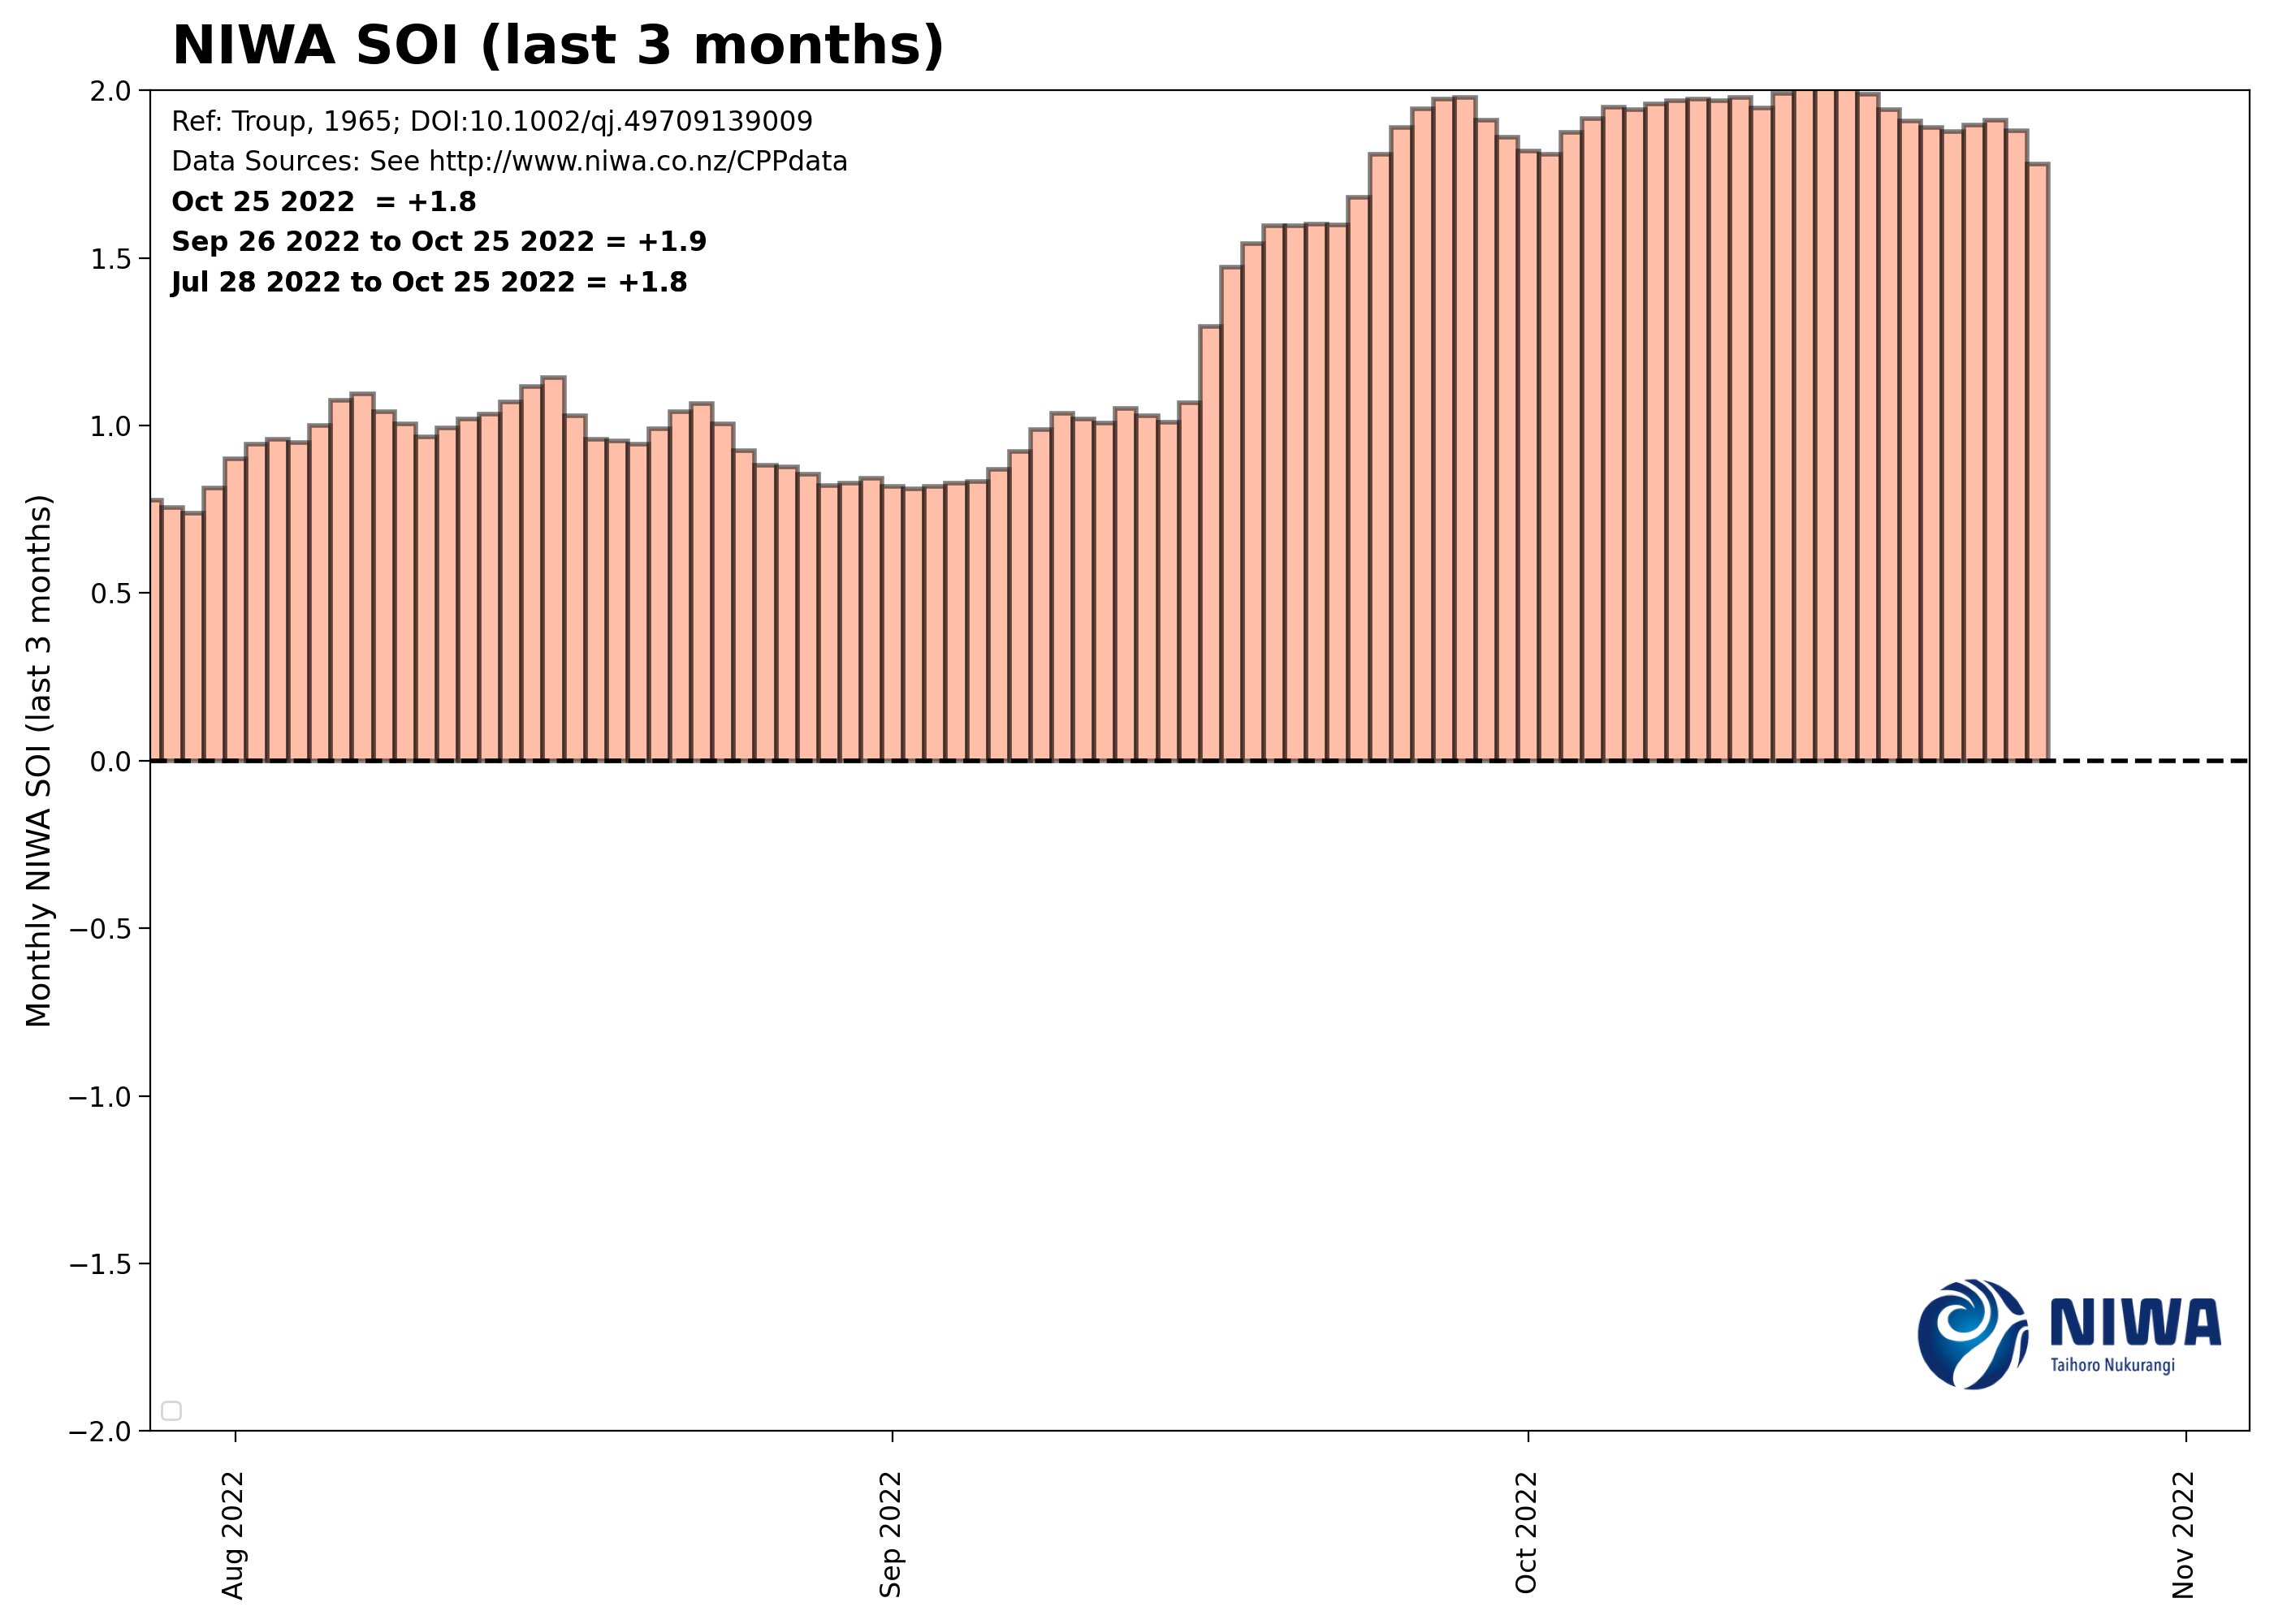 NIWA SOI (last 3 months)
2.0
1.5
1.0
0.5
0.0
−0.5
−1.0
−1.5
−2.0
Monthly NIWA SOI (last 3 months)
Ref: Troup, 1965; DOI:10.1002/qj.49709139009
Data Sources: See http://www.niwa.co.nz/CPPdata
Oct 25 2022  = +1.8
Sep 26 2022 to Oct 25 2022 = +1.9
Jul 28 2022 to Oct 25 2022 = +1.8
NIWA
Taihoro Nukurangi
Aug 2022
Sep 2022
Oct 2022
Nov 2022